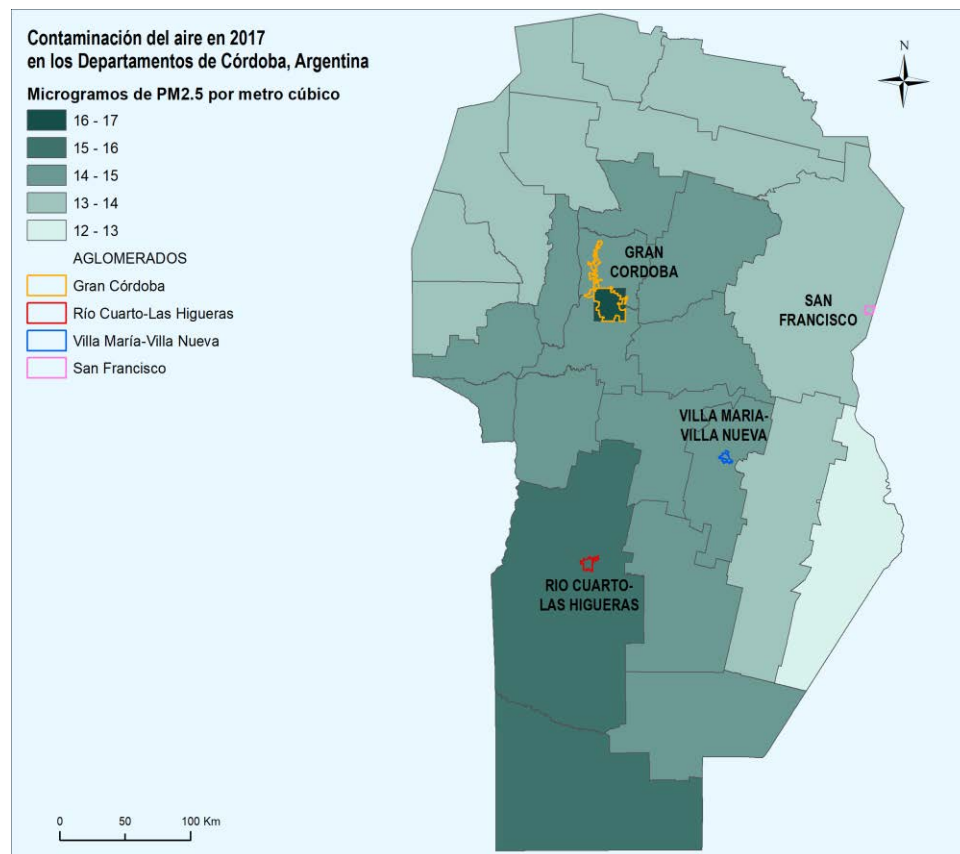 Contaminación del aire en 2017
en los Departamentos de Córdoba, Argentina
Microgramos de PM2.5 por metro cúbico
16 - 17
15 - 16
14 - 15
13 - 14
12 - 13
AGLOMERADOS
Gran Córdoba
Río Cuarto-Las Higueras
Villa María-Villa Nueva
San Francisco
N
GRAN
CORDOBA
SAN
FRANCISCO
VILLA MARIA-
VILLA NUEVA
RIO CUARTO-
LAS HIGUERAS
0 50 100 Km